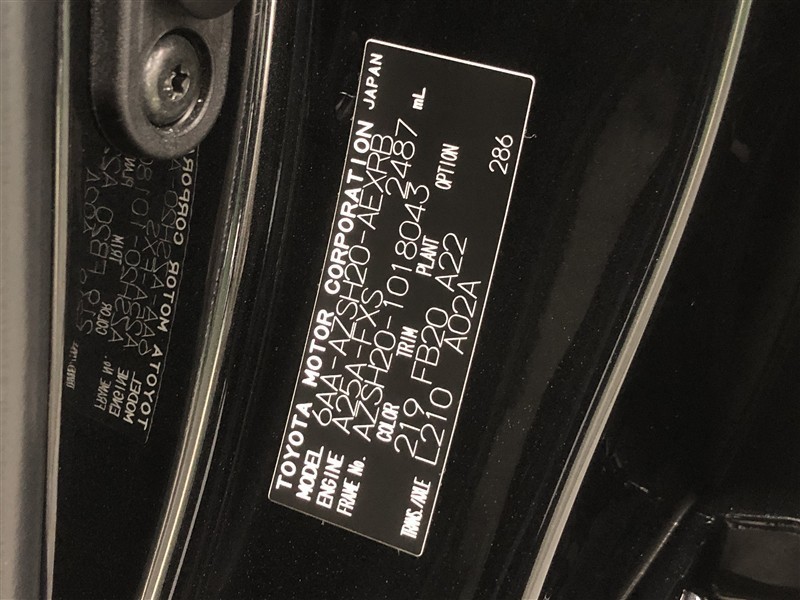 TOYOTA MOTOR CORPORATION JAPAN
MODEL 6AA-AZSH20-AEXRB
ENGINE A25A-FXS 2487 mL
FRAME No. AZSH20-1018043
COLOR TRIM PLANT OPTION
219 FB20 A22
TRANS./AXLE L210 A02A 286